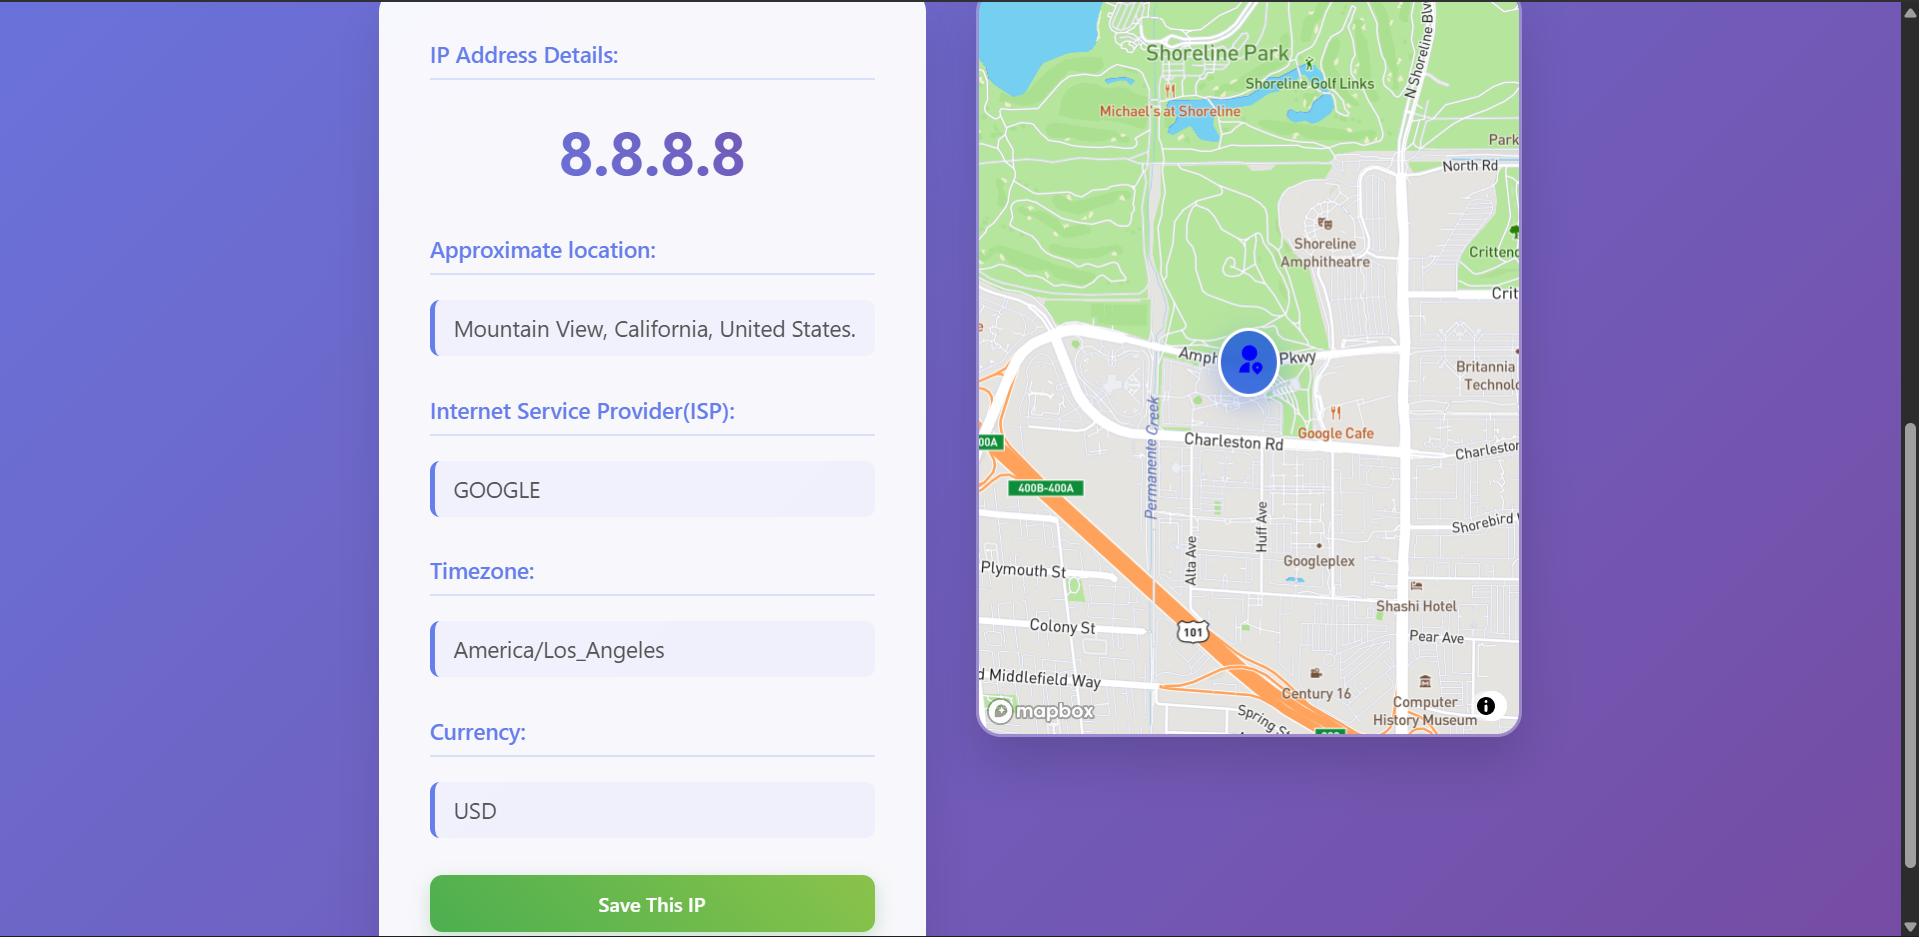 IP Address Details:
8.8.8.8
Approximate location:
Mountain View, California, United States.
Internet Service Provider(ISP):
GOOGLE
Timezone:
America/Los_Angeles
Currency:
USD
Save This IP
Shoreline Park
Shoreline Golf Links
N Shoreline Blv
Michael's at Shoreline
Park
North Rd
Shoreline
Amphitheatre
Crittend
Crit
Amph
Pkwy
Britannia
Technolo
Google Cafe
Charleston Rd
Charleston
00A
400B-400A
Permanente Creek
Huff Ave
Shorebird
Alta Ave
Googleplex
Plymouth St
Shashi Hotel
Colony St
101
Pear Ave
d Middlefield Way
Century 16
Computer
History Museum
Spring St
mapbox